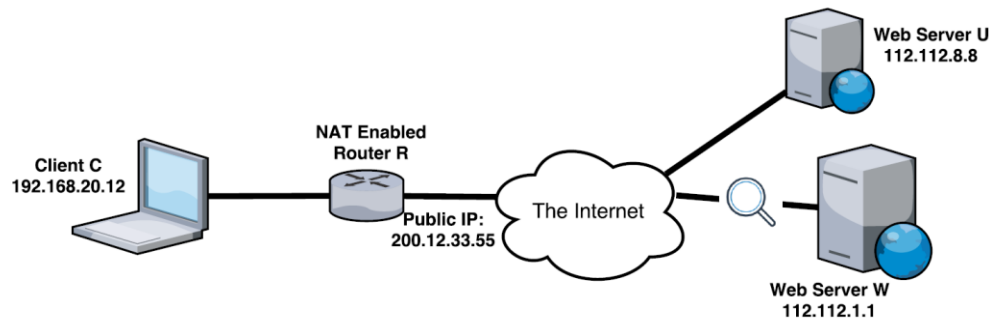 Web Server U
112.112.8.8
NAT Enabled
Router R
Client C
192.168.20.12
Public IP:
200.12.33.55
The Internet
Web Server W
112.112.1.1